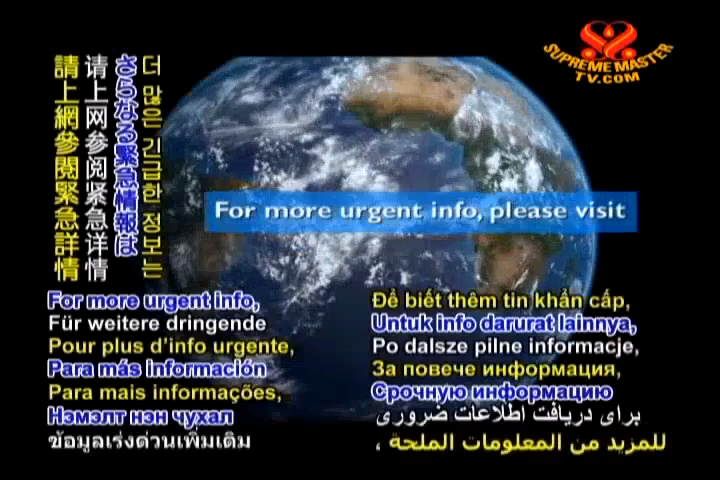 SUPREME MASTER
TV.COM
請上網參閱緊急詳情
请上网参阅紧急详情
さらなる緊急情報は
더 많은 긴급한 정보는
For more urgent info, please visit
For more urgent info,
Für weitere dringende
Pour plus d'info urgente,
Para más información
Para mais informações,
Нэмэлт нэн чухал
ข้อมูลเร่งด่วนเพิ่มเติม
Để biết thêm tin khẩn cấp,
Untuk info darurat lainnya,
Po dalsze pilne informacje,
За повече информация,
Срочную информацию
برای دریافت اطلاعات ضروری
للمزيد من المعلومات الملحة ،